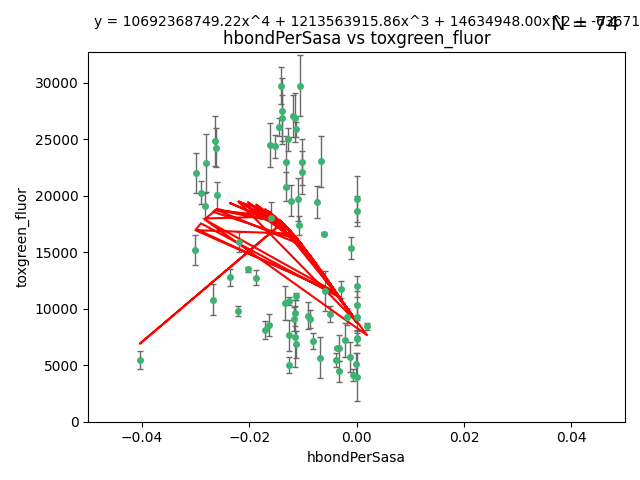 y = 10692368749.22x^4 + 1213563915.86x^3 + 14634948.00x^2 +
N = 74
hbondPerSasa vs toxgreen_fluor
30000
25000
20000
15000
10000
5000
0
toxgreen_fluor
−0.04 −0.02 0.00 0.02 0.04
hbondPerSasa